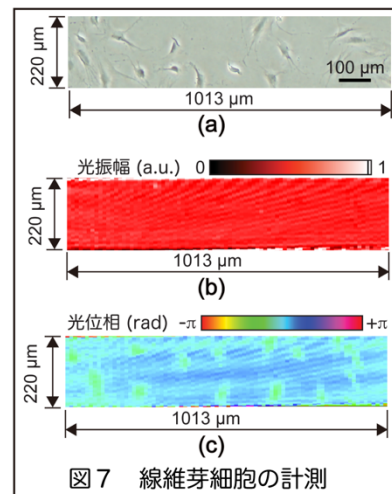 220 μm
100 μm
1013 μm
(a)
光振幅 (a.u.) 0 1
220 μm
1013 μm
(b)
光位相 (rad) -π +π
220 μm
1013 μm
(c)
図7 線維芽細胞の計測